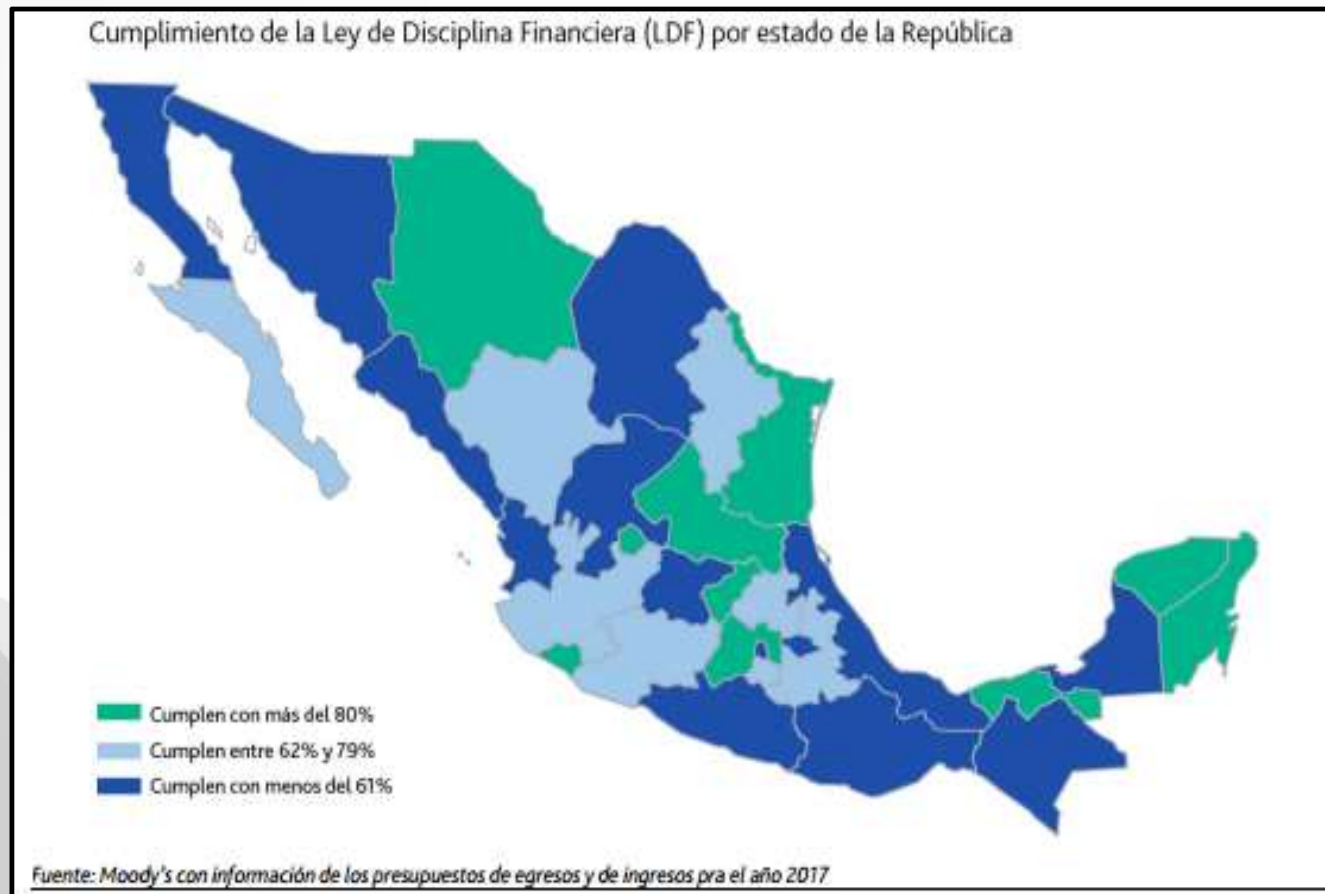 Cumplimiento de la Ley de Disciplina Financiera (LDF) por estado de la República
Cumplen con más del 80%
Cumplen entre 62% y 79%
Cumplen con menos del 61%
Fuente: Moody's con información de los presupuestos de egresos y de ingresos pra el año 2017